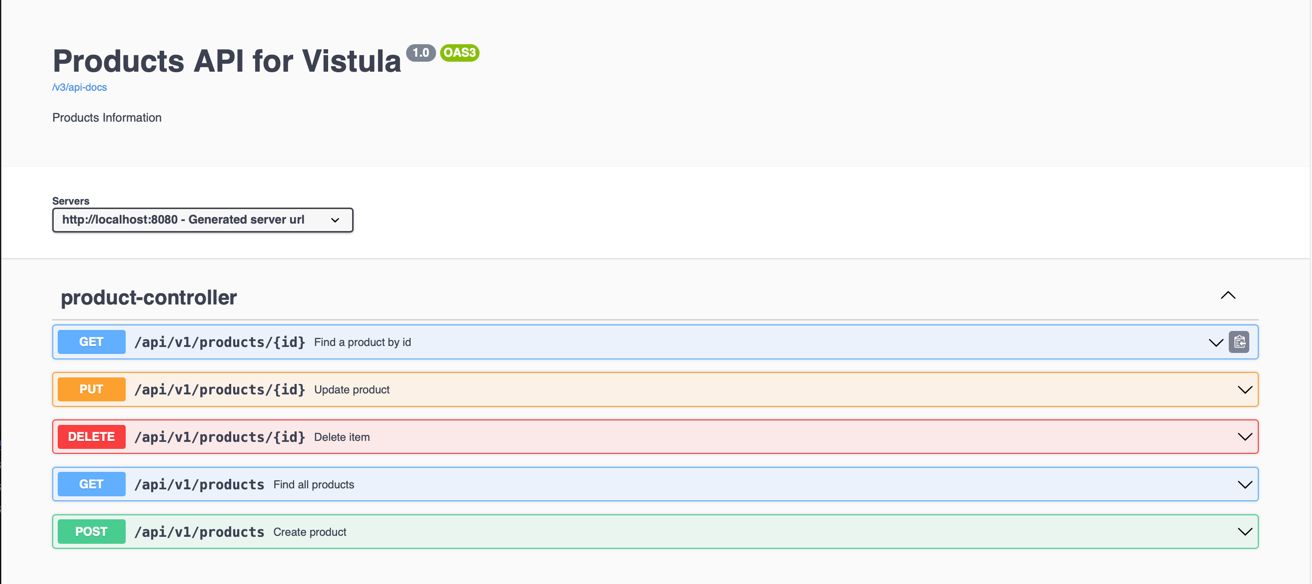 Products API for Vistula 1.0 OAS3
/v3/api-docs
Products Information
Servers
http://localhost:8080 - Generated server url
product-controller
GET /api/v1/products/{id} Find a product by id
PUT /api/v1/products/{id} Update product
DELETE /api/v1/products/{id} Delete item
GET /api/v1/products Find all products
POST /api/v1/products Create product